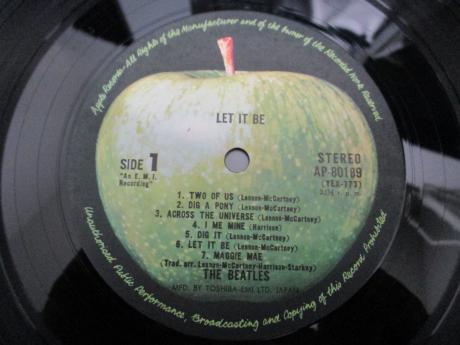 Apple Records-All Rights of the Manufacturer and of the Owner of the Recorded Work Reserved
LET IT BE
SIDE 1
"An E.M.I.
Recording"
STEREO
AP-80189
(YEX-773)
33⅓ r.p.m.
1. TWO OF US (Lennon-McCartney)
2. DIG A PONY (Lennon-McCartney)
3. ACROSS THE UNIVERSE (Lennon-McCartney)
4. I ME MINE (Harrison)
5. DIG IT (Lennon-McCartney)
6. LET IT BE (Lennon-McCartney)
7. MAGGIE MAE
(Trad. arr. Lennon-McCartney-Harrison-Starkey)
THE BEATLES
MFD. BY TOSHIBA-EMI LTD. JAPAN
Unauthorised Public Performance, Broadcasting and Copying of this Record Prohibited